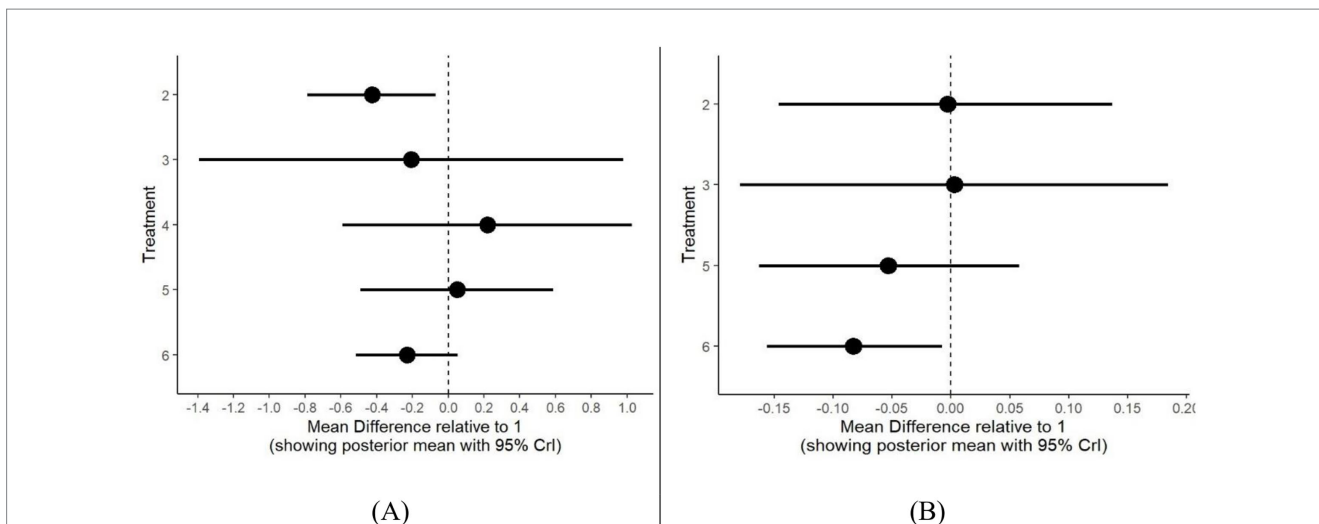 2
3
4
5
6
Treatment
-1.4 -1.2 -1.0 -0.8 -0.6 -0.4 -0.2 0.0 0.2 0.4 0.6 0.8 1.0
Mean Difference relative to 1
(showing posterior mean with 95% CrI)
(A)
2
3
5
6
Treatment
-0.15 -0.10 -0.05 0.00 0.05 0.10 0.15 0.20
Mean Difference relative to 1
(showing posterior mean with 95% CrI)
(B)